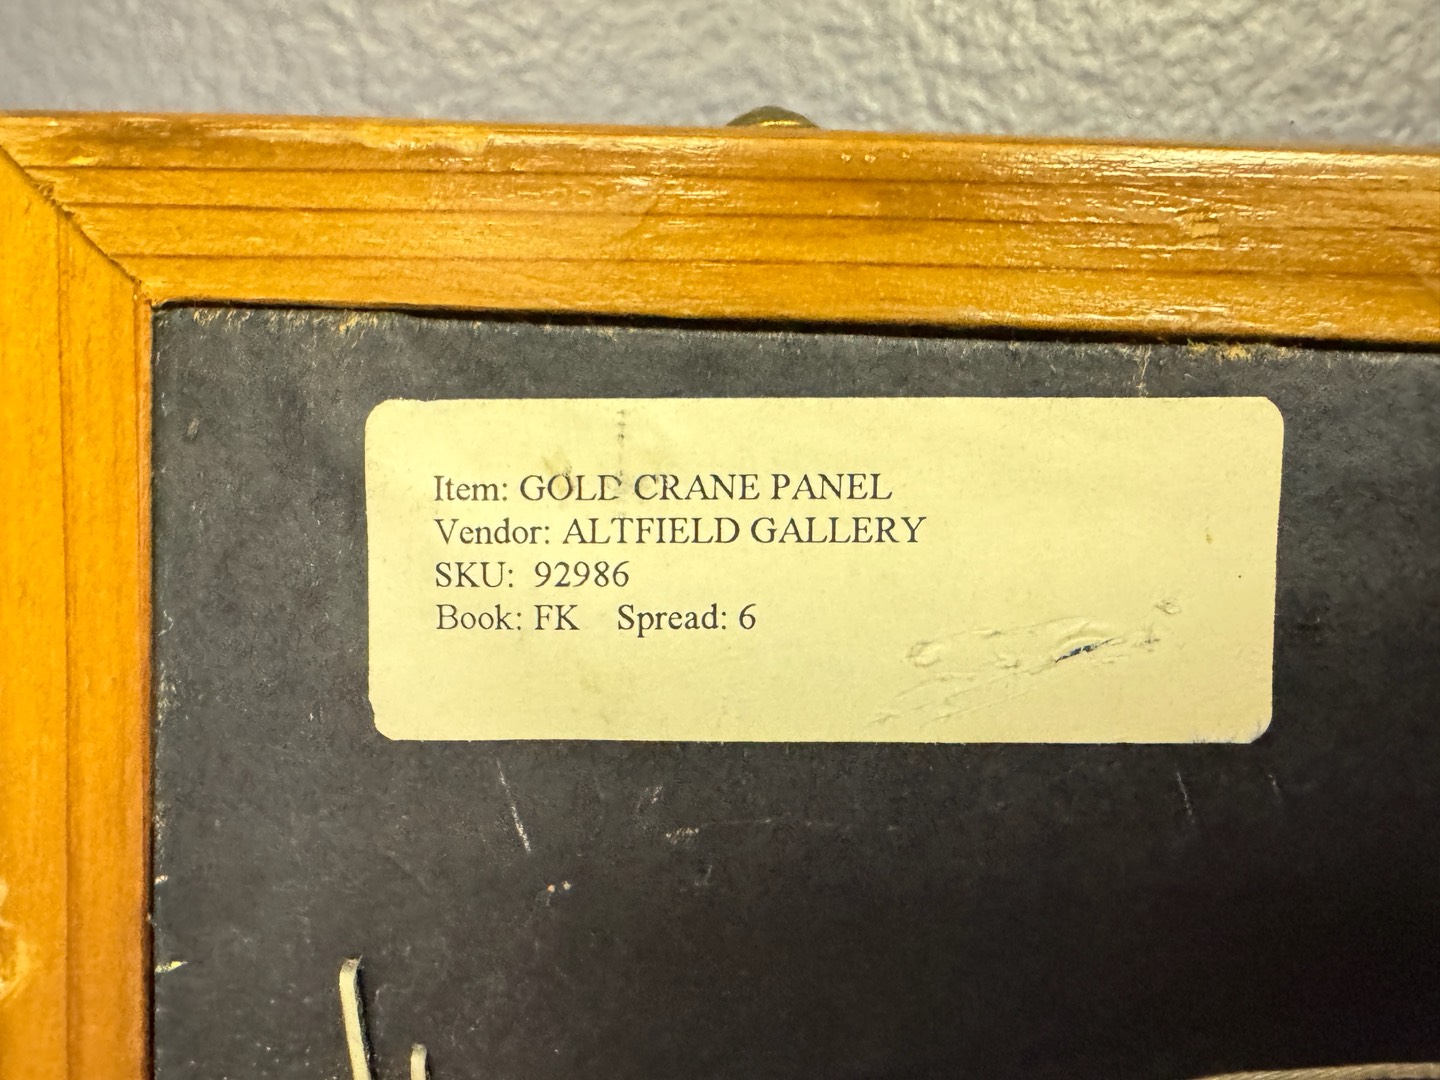 Item: GOLD CRANE PANEL
Vendor: ALTFIELD GALLERY
SKU: 92986
Book: FK Spread: 6